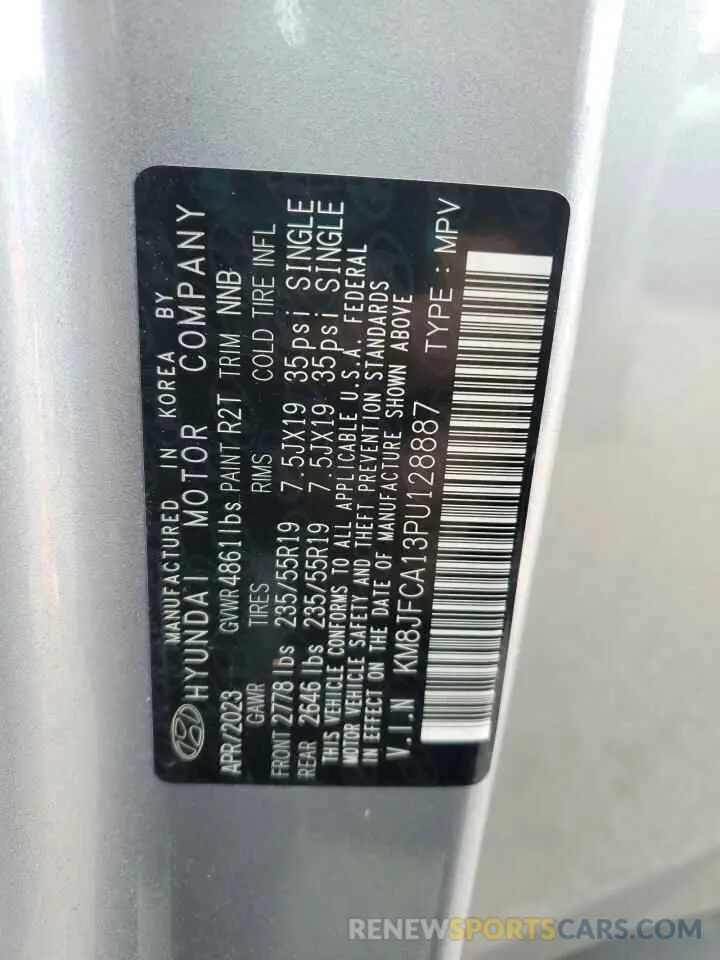 MANUFACTURED IN KOREA BY
HYUNDAI MOTOR COMPANY
APR/2023 GVWR 4861 lbs PAINT R2T TRIM NNB
GAWR TIRES RIMS COLD TIRE INFL
FRONT 2778 lbs 235/55R19 7.5JX19 35psi SINGLE
REAR 2646 lbs 235/55R19 7.5JX19 35psi SINGLE
THIS VEHICLE CONFORMS TO ALL APPLICABLE U.S.A. FEDERAL
MOTOR VEHICLE SAFETY AND THEFT PREVENTION STANDARDS
IN EFFECT ON THE DATE OF MANUFACTURE SHOWN ABOVE
V.I.N KM8JFCA13PU128887 TYPE : MPV
RENEWSPORTSCARS.COM